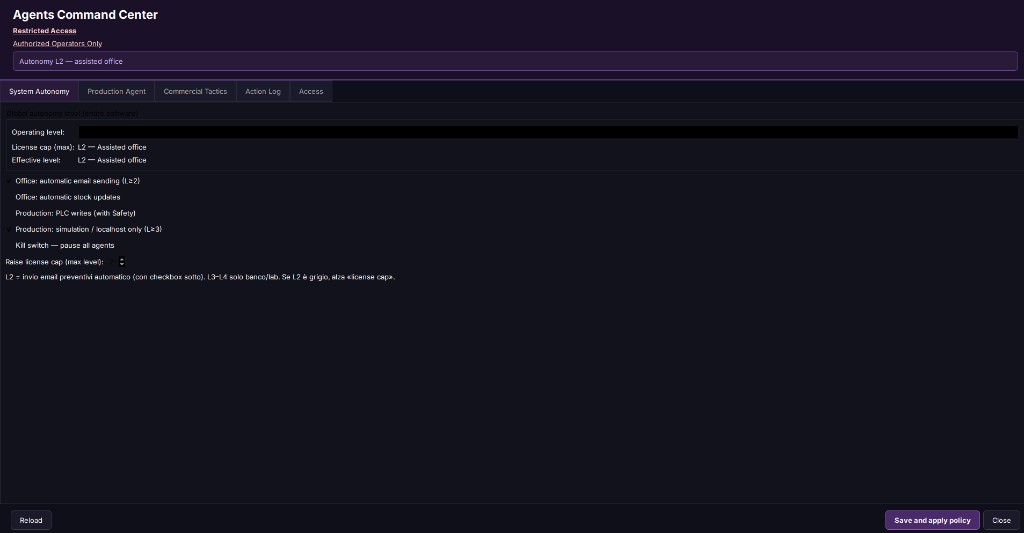 Agents Command Center
Restricted Access
Authorized Operators Only
Autonomy L2 — assisted office
System Autonomy
Production Agent
Commercial Tactics
Action Log
Access
Operating level:
License cap (max): L2 — Assisted office
Effective level: L2 — Assisted office
Office: automatic email sending (L≥2)
Office: automatic stock updates
Production: PLC writes (with Safety)
Production: simulation / localhost only (L≥3)
Kill switch — pause all agents
Raise license cap (max level):
L2 = invio email preventivi automatico (con checkbox sotto). L3–L4 solo banco/lab. Se L2 è grigio, alza «license cap».
Reload
Save and apply policy
Close